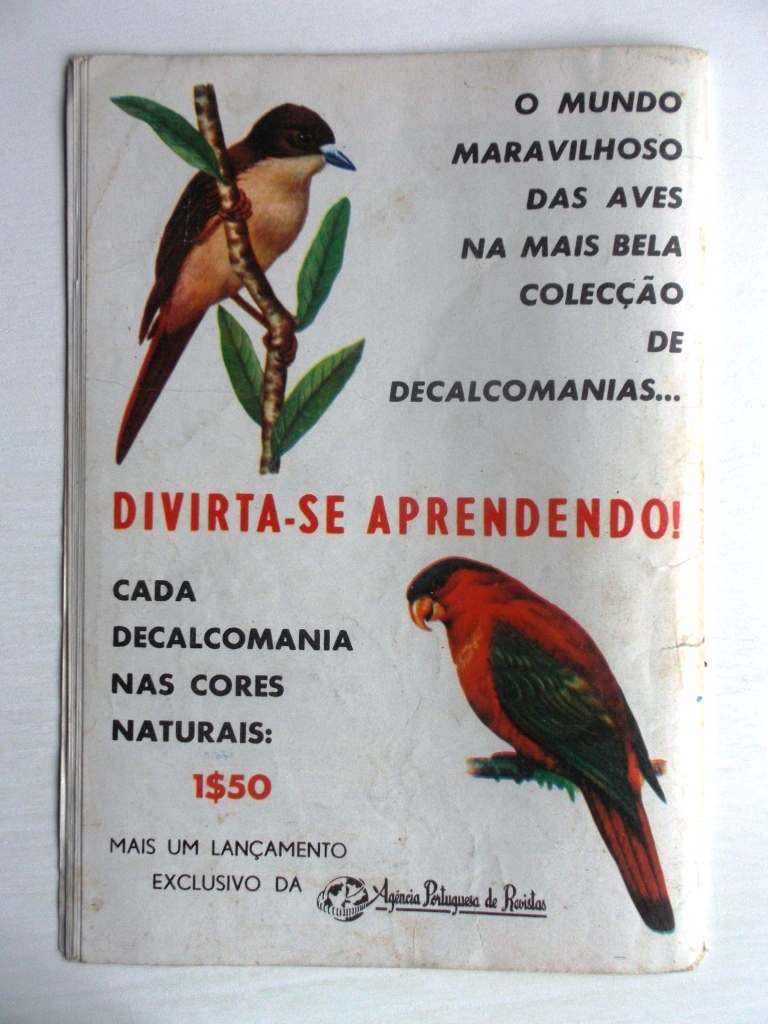 O MUNDO
MARAVILHOSO
DAS AVES
NA MAIS BELA
COLECÇÃO
DE
DECALCOMANIAS...
DIVIRTA-SE APRENDENDO!
CADA
DECALCOMANIA
NAS CORES
NATURAIS:
1$50
MAIS UM LANÇAMENTO
EXCLUSIVO DA Agência Portuguesa de Revistas